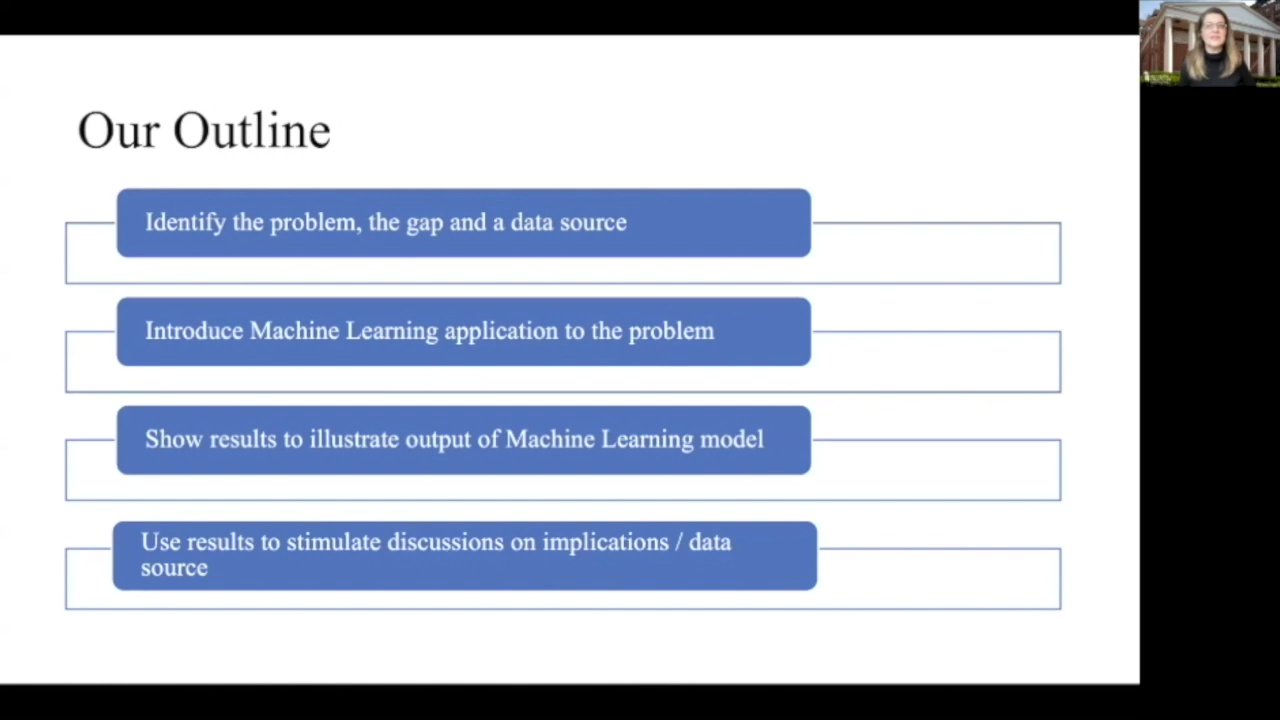 Our Outline
Identify the problem, the gap and a data source
Introduce Machine Learning application to the problem
Show results to illustrate output of Machine Learning model
Use results to stimulate discussions on implications / data
source